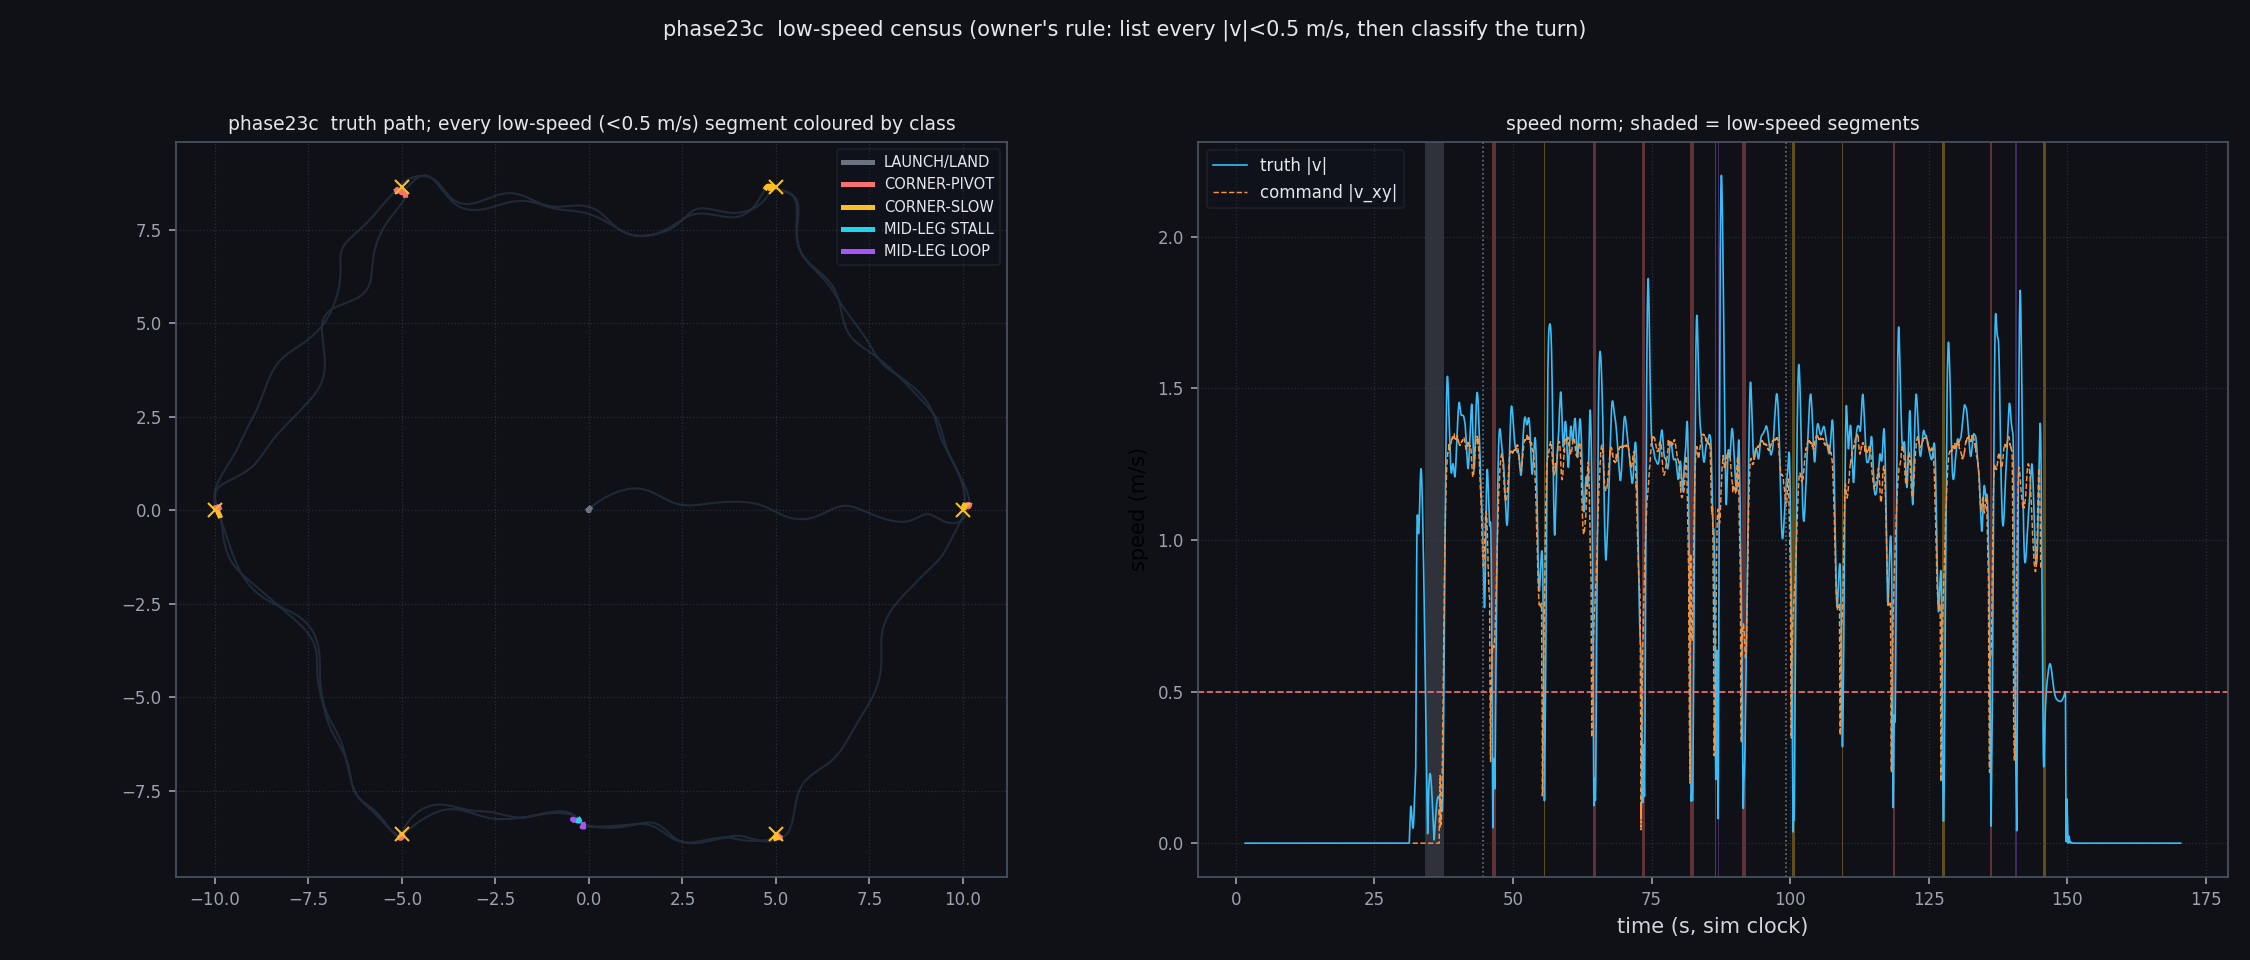 phase23c  low-speed census (owner's rule: list every |v|<0.5 m/s, then classify the turn)
phase23c  truth path; every low-speed (<0.5 m/s) segment coloured by class
LAUNCH/LAND
CORNER-PIVOT
CORNER-SLOW
MID-LEG STALL
MID-LEG LOOP
7.5
5.0
2.5
0.0
−2.5
−5.0
−7.5
−10.0
−7.5
−5.0
−2.5
0.0
2.5
5.0
7.5
10.0
speed norm; shaded = low-speed segments
truth |v|
command |v_xy|
speed (m/s)
2.0
1.5
1.0
0.5
0.0
0
25
50
75
100
125
150
175
time (s, sim clock)